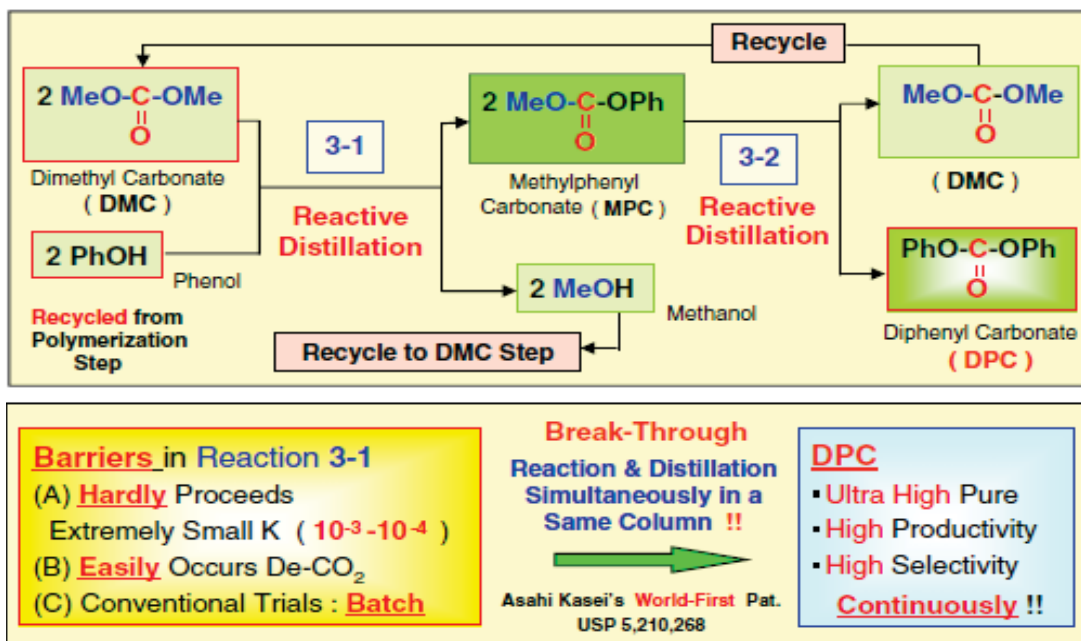 Recycle
2 MeO-C-OMe
O
Dimethyl Carbonate
( DMC )
2 PhOH
Phenol
Recycled from
Polymerization
Step
3-1
Reactive
Distillation
2 MeO-C-OPh
O
Methylphenyl
Carbonate ( MPC )
2 MeOH
Methanol
Recycle to DMC Step
3-2
Reactive
Distillation
MeO-C-OMe
O
( DMC )
PhO-C-OPh
O
Diphenyl Carbonate
( DPC )
Barriers in Reaction 3-1
(A) Hardly Proceeds
Extremely Small K ( 10⁻³ -10⁻⁴ )
(B) Easily Occurs De-CO₂
(C) Conventional Trials : Batch
Break-Through
Reaction & Distillation
Simultaneously in a
Same Column !!
Asahi Kasei's World-First Pat.
USP 5,210,268
DPC
▪ Ultra High Pure
▪ High Productivity
▪ High Selectivity
Continuously !!